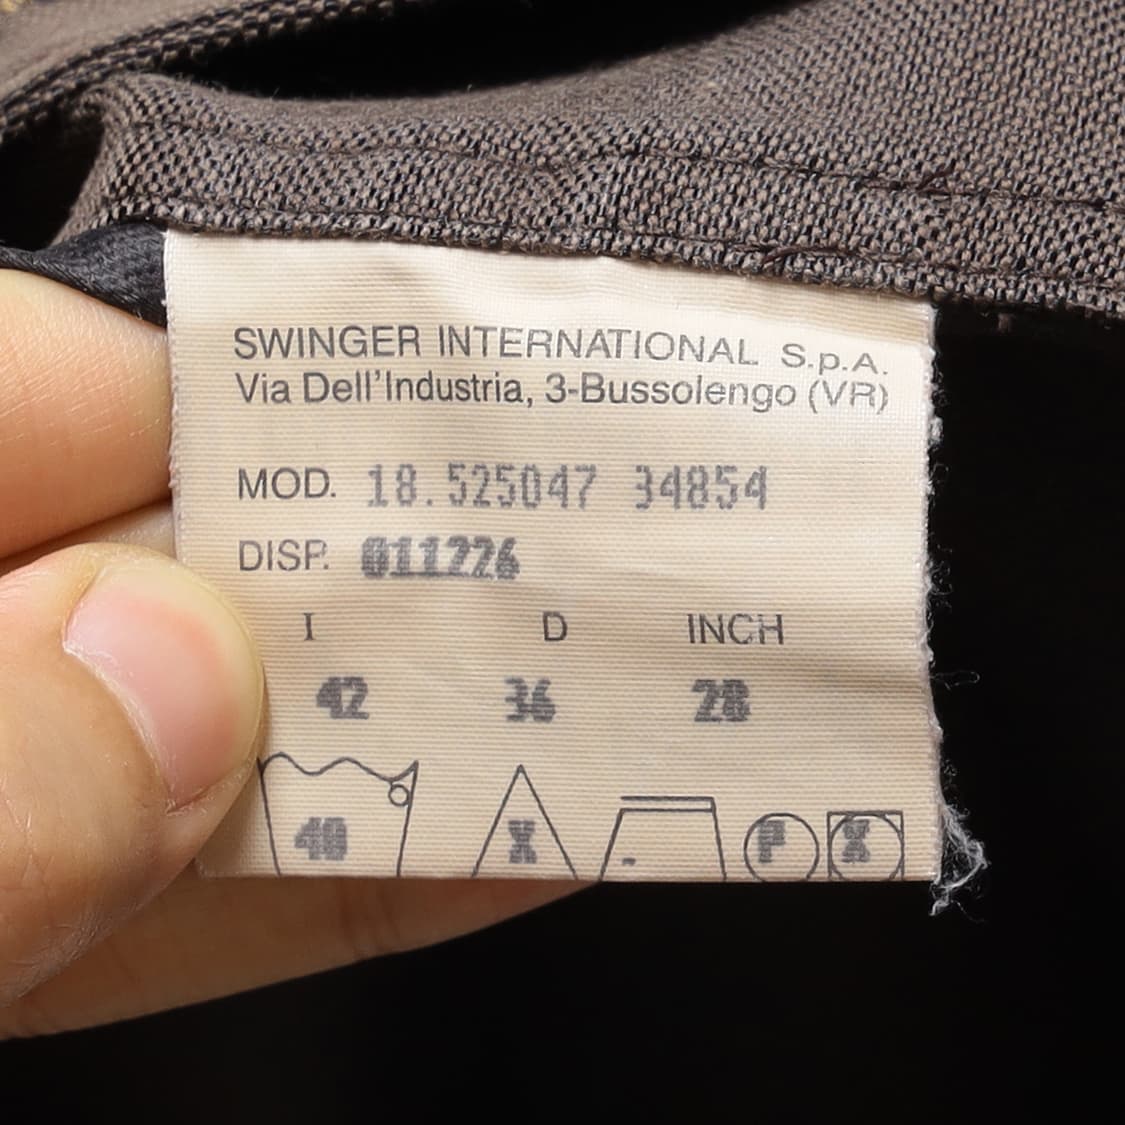 SWINGER INTERNATIONAL S.p.A.
Via Dell'Industria, 3-Bussolengo (VR)
MOD. 18.525047 34854
DISP. 011226
I D INCH
42 36 28
40 X P X